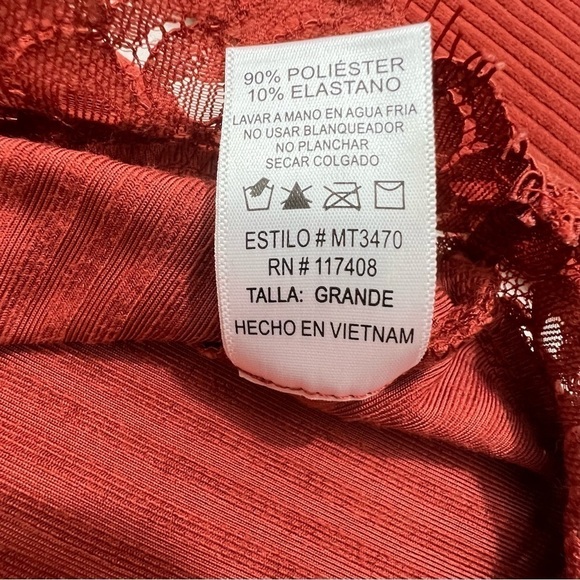 90% POLIÉSTER
10% ELASTANO
LAVAR A MANO EN AGUA FRIA
NO USAR BLANQUEADOR
NO PLANCHAR
SECAR COLGADO
ESTILO # MT3470
RN # 117408
TALLA: GRANDE
HECHO EN VIETNAM